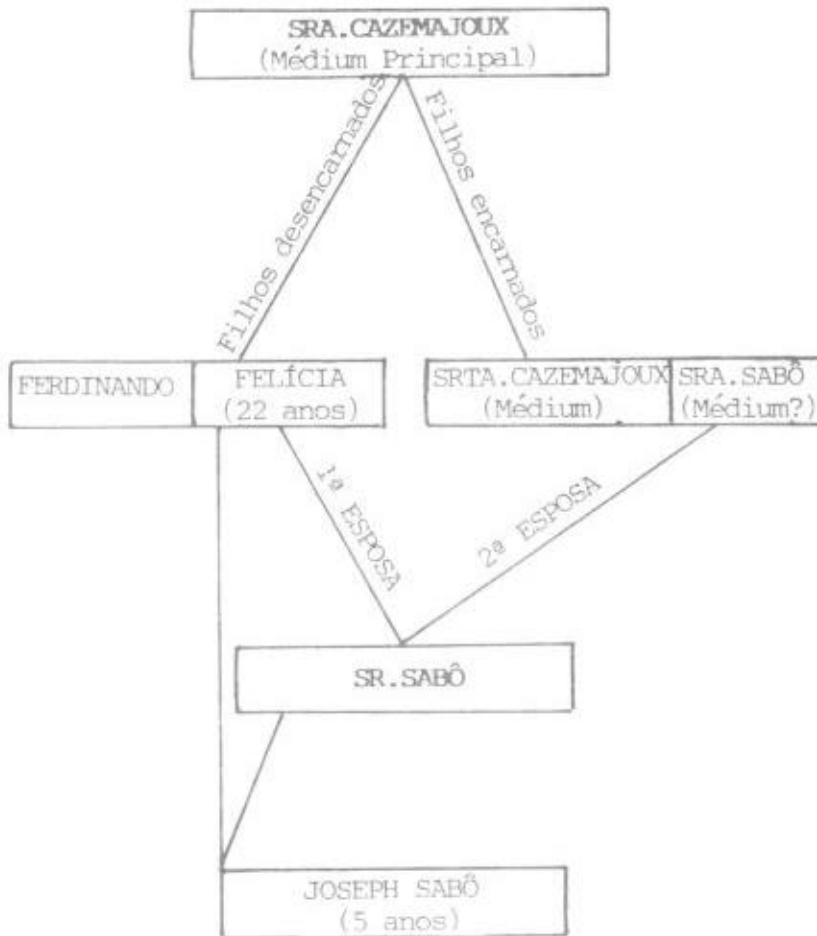 SRA.CAZEMAJOUX
(Médium Principal)
Filhos desencarnados
Filhos encarnados
FERDINANDO
FELÍCIA
(22 anos)
SRTA.CAZEMAJOUX
(Médium)
SRA.SABÔ
(Médium?)
1ª ESPOSA
2ª ESPOSA
SR.SABÔ
JOSEPH SABÔ
(5 anos)